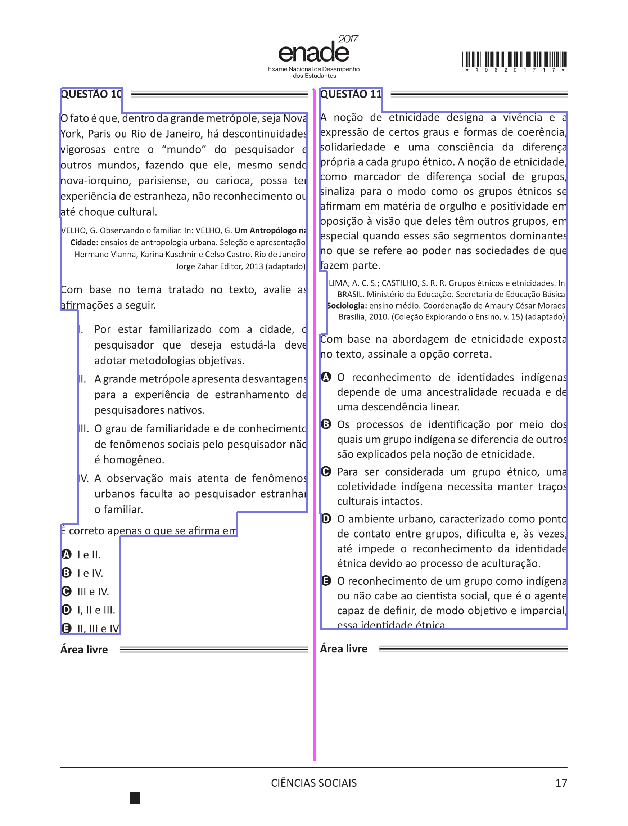 enade
2017
Exame Nacional de Desempenho
dos Estudantes
QUESTÃO 10
O fato é que, dentro da grande metrópole, seja Nova
York, Paris ou Rio de Janeiro, há descontinuidades
vigorosas entre o “mundo” do pesquisador e
outros mundos, fazendo que ele, mesmo sendo
nova-iorquino, parisiense, ou carioca, possa ter
experiência de estranheza, não reconhecimento ou
até choque cultural.
VELHO, G. Observando o familiar. In: VELHO, G. Um Antropólogo na
Cidade: ensaios de antropologia urbana. Seleção e apresentação
Hermano Vianna, Karina Kuschnir e Celso Castro. Rio de Janeiro
Jorge Zahar Editor, 2013 (adaptado)
Com base no tema tratado no texto, avalie as
afirmações a seguir.
I. Por estar familiarizado com a cidade, o
pesquisador que deseja estudá-la deve
adotar metodologias objetivas.
II. A grande metrópole apresenta desvantagens
para a experiência de estranhamento de
pesquisadores nativos.
III. O grau de familiaridade e de conhecimento
de fenômenos sociais pelo pesquisador não
é homogêneo.
IV. A observação mais atenta de fenômenos
urbanos faculta ao pesquisador estranhar
o familiar.
É correto apenas o que se afirma em
A I e II.
B I e IV.
C III e IV.
D I, II e III.
E II, III e IV
Área livre
QUESTÃO 11
A noção de etnicidade designa a vivência e a
expressão de certos graus e formas de coerência,
solidariedade e uma consciência da diferença
própria a cada grupo étnico. A noção de etnicidade,
como marcador de diferença social de grupos,
sinaliza para o modo como os grupos étnicos se
afirmam em matéria de orgulho e positividade em
oposição à visão que deles têm outros grupos, em
especial quando esses são segmentos dominantes
no que se refere ao poder nas sociedades de que
fazem parte.
LIMA, A. C. S.; CASTILHO, S. R. R. Grupos étnicos e etnicidades. In
BRASIL. Ministério da Educação. Secretaria de Educação Básica
Sociologia: ensino médio. Coordenação de Amaury César Moraes
Brasília, 2010. (Coleção Explorando o Ensino, v. 15) (adaptado)
Com base na abordagem de etnicidade exposta
no texto, assinale a opção correta.
A O reconhecimento de identidades indígenas
depende de uma ancestralidade recuada e de
uma descendência linear.
B Os processos de identificação por meio dos
quais um grupo indígena se diferencia de outros
são explicados pela noção de etnicidade.
C Para ser considerada um grupo étnico, uma
coletividade indígena necessita manter traços
culturais intactos.
D O ambiente urbano, caracterizado como ponto
de contato entre grupos, dificulta e, às vezes,
até impede o reconhecimento da identidade
étnica devido ao processo de aculturação.
E O reconhecimento de um grupo como indígena
ou não cabe ao cientista social, que é o agente
capaz de definir, de modo objetivo e imparcial,
essa identidade étnica
Área livre
CIÊNCIAS SOCIAIS
17